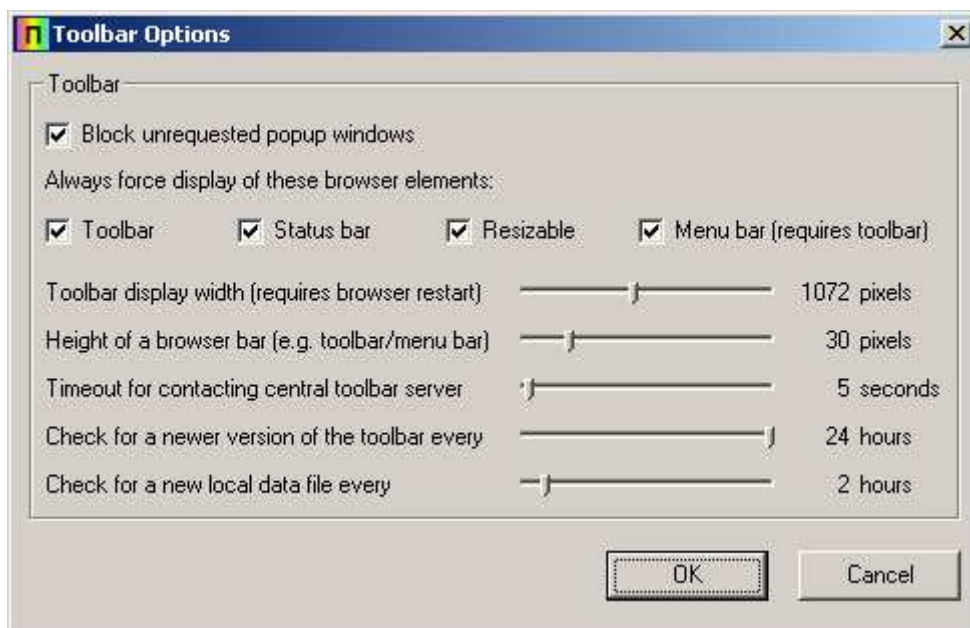 Toolbar Options
Toolbar
Block unrequested popup windows
Always force display of these browser elements:
Toolbar Status bar Resizable Menu bar (requires toolbar)
Toolbar display width (requires browser restart) 1072 pixels
Height of a browser bar (e.g. toolbar/menu bar) 30 pixels
Timeout for contacting central toolbar server 5 seconds
Check for a newer version of the toolbar every 24 hours
Check for a new local data file every 2 hours
OK Cancel